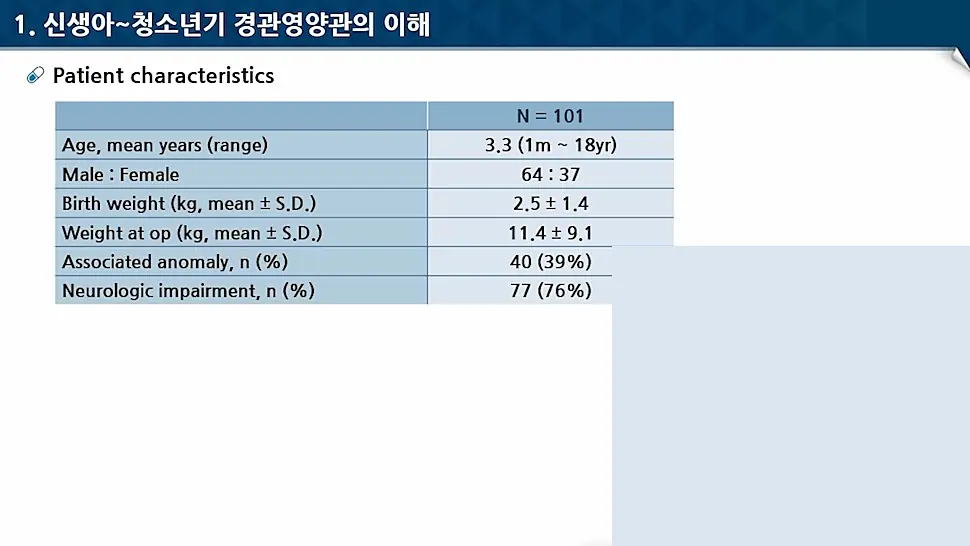 1. 신생아~청소년기 경관영양관의 이해
Patient characteristics
N = 101
Age, mean years (range) 3.3 (1m ~ 18yr)
Male : Female 64 : 37
Birth weight (kg, mean ± S.D.) 2.5 ± 1.4
Weight at op (kg, mean ± S.D.) 11.4 ± 9.1
Associated anomaly, n (%) 40 (39%)
Neurologic impairment, n (%) 77 (76%)